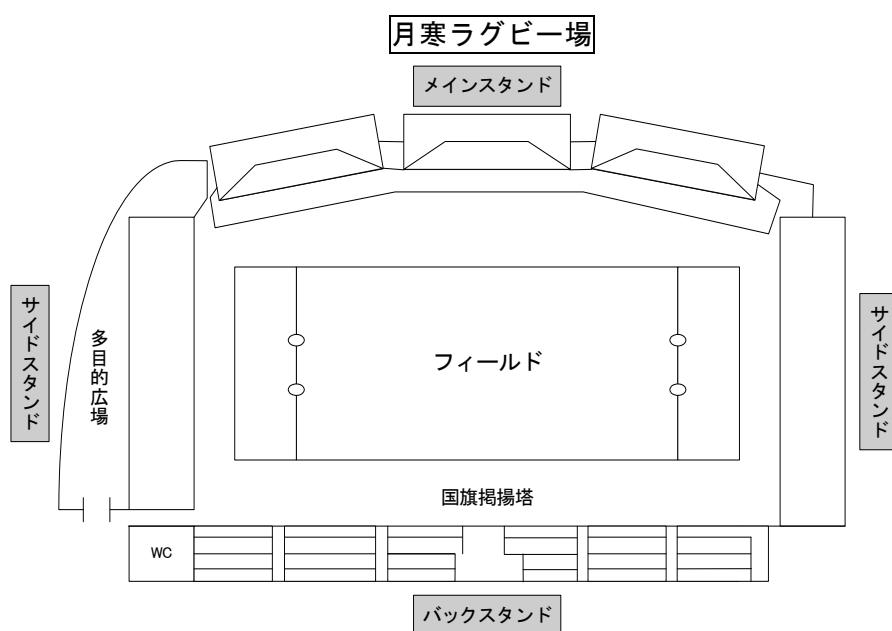 月寒ラグビー場
メインスタンド
サイドスタンド
多目的広場
フィールド
サイドスタンド
国旗掲揚塔
WC
バックスタンド